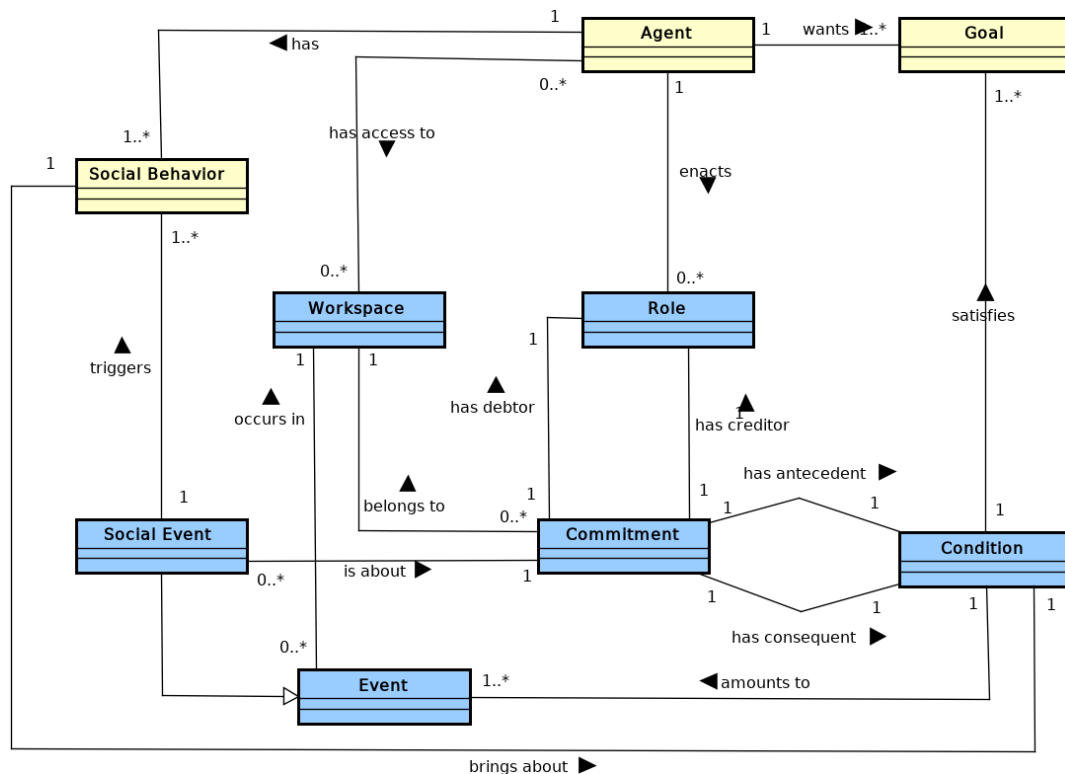 1
Agent
1
wants
1..*
Goal
has
0..*
1
1..*
1..*
has access to
1
Social Behavior
enacts
1..*
0..*
0..*
Workspace
Role
satisfies
1
1
1
triggers
has debtor
occurs in
1
has creditor
has antecedent
1
1
1
belongs to
0..*
1
1
1
Social Event
Commitment
Condition
is about
0..*
1
1
1
1
1
has consequent
0..*
1..*
Event
amounts to
brings about